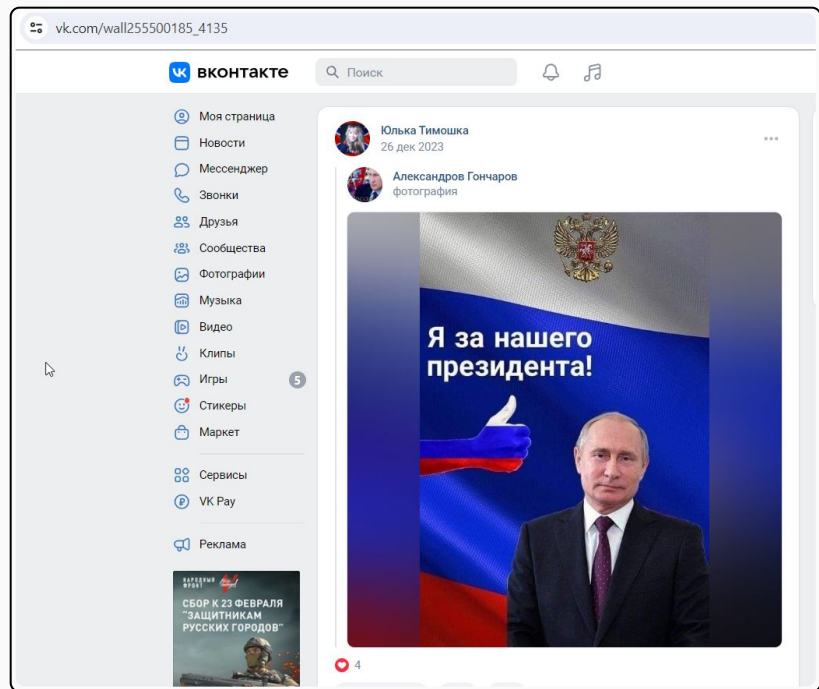 vk.com/wall255500185_4135
вконтакте
Поиск
Моя страница
Новости
Мессенджер
Звонки
Друзья
Сообщества
Фотографии
Музыка
Видео
Клипы
Игры
5
Стикеры
Маркет
Сервисы
VK Pay
Реклама
НАРОДНЫЙ
ФРОНТ
СБОР К 23 ФЕВРАЛЯ
"ЗАЩИТНИКАМ
РУССКИХ ГОРОДОВ"
Юлька Тимошка
26 дек 2023
Александров Гончаров
фотография
Я за нашего
президента!
4